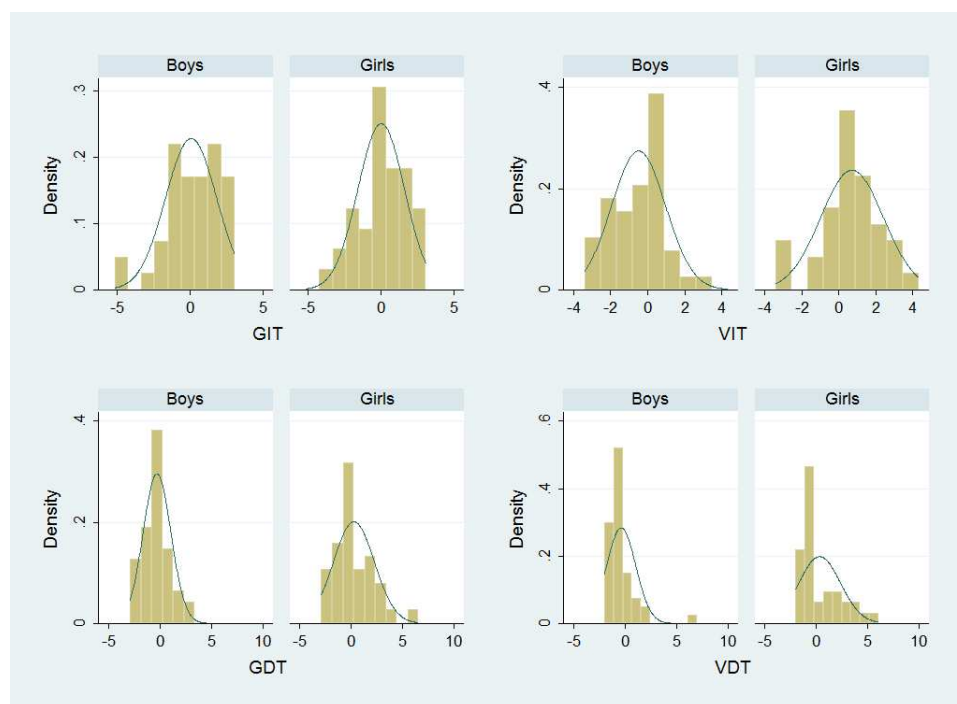 Boys Girls
Density
.3
.2
.1
0
-5 0 5 -5 0 5
GIT
Boys Girls
Density
.4
.2
0
-4 -2 0 2 4 -4 -2 0 2 4
VIT
Boys Girls
Density
.4
.2
0
-5 0 5 10 -5 0 5 10
GDT
Boys Girls
Density
.6
.4
.2
0
-5 0 5 10 -5 0 5 10
VDT